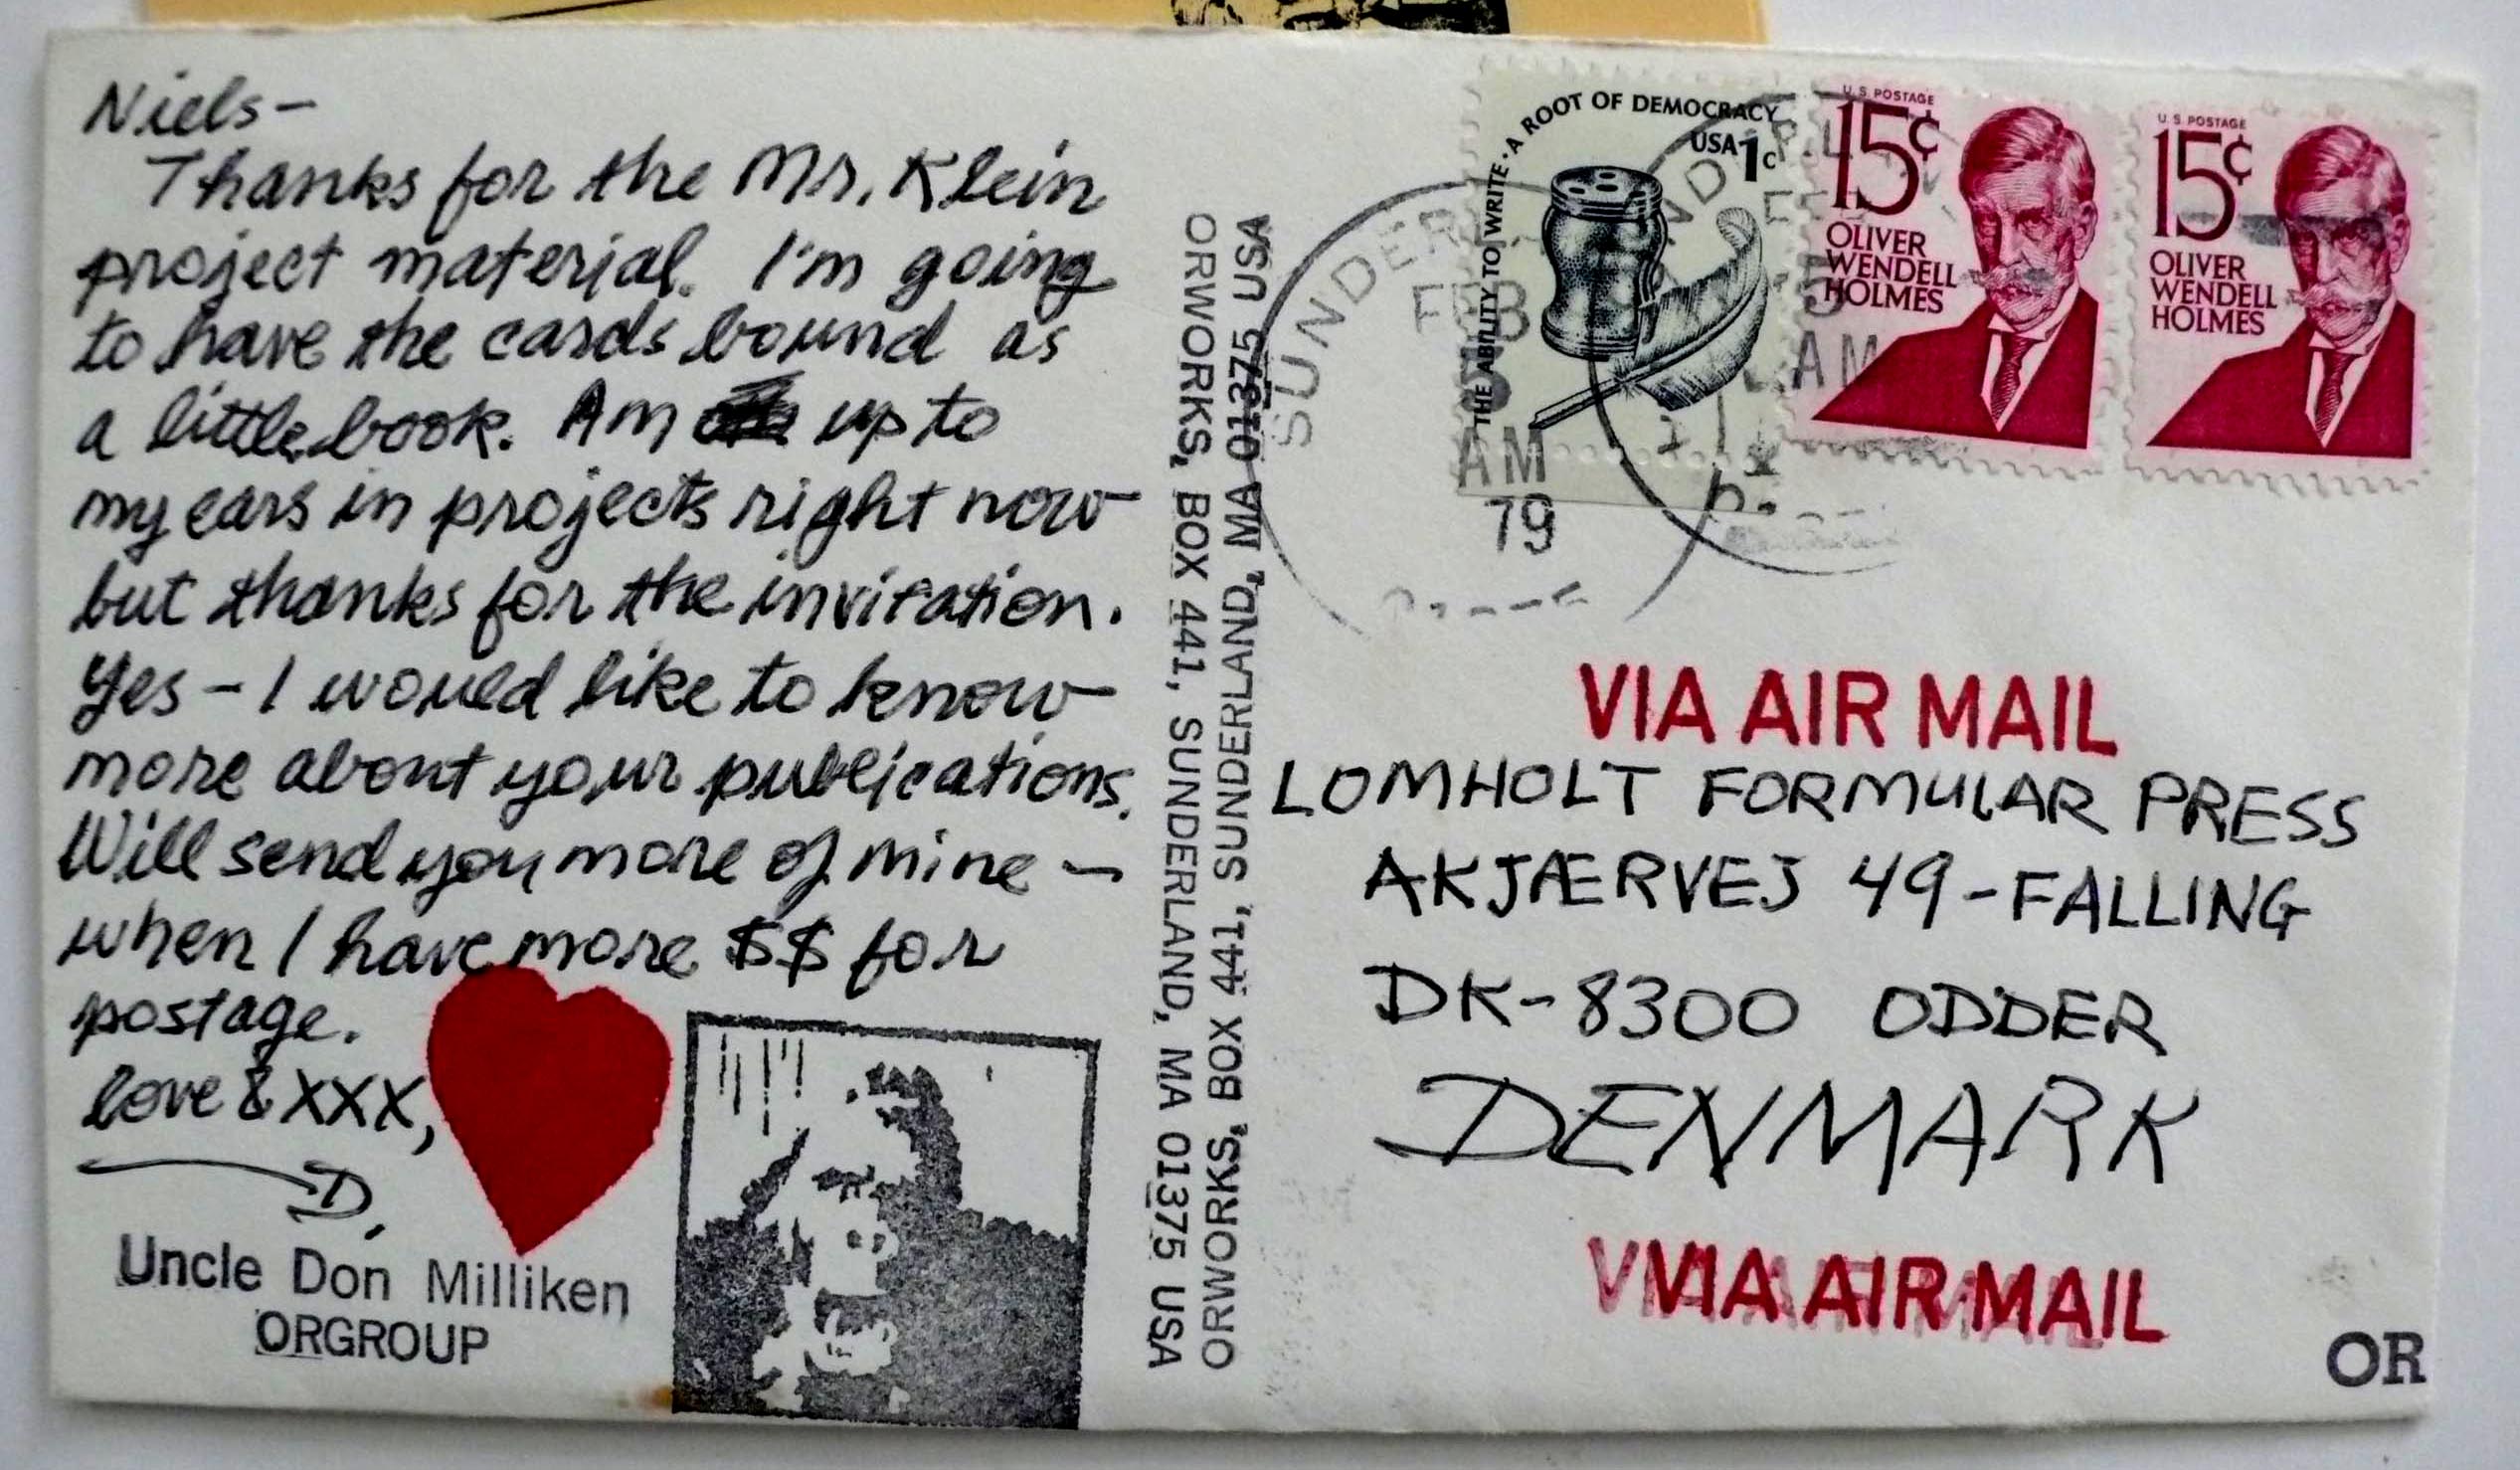 Niels-
Thanks for the Mr. Klein
project material. I'm going
to have the cards bound as
a little book. Am up to
my ears in projects right now
but thanks for the invitation.
Yes - I would like to know
more about your publications.
Will send you more of mine -
when I have more $$ for
postage.
love & XXX,
D.
Uncle Don Milliken
ORGROUP
ORWORKS, BOX 441, SUNDERLAND, MA 01375 USA
ORWORKS, BOX 441, SUNDERLAND, MA 01375 USA
SUNDER
FEB
AM
79
AM
THE ABILITY TO WRITE · A ROOT OF DEMOCRACY
USA 1c
U.S. POSTAGE
15¢
OLIVER
WENDELL
HOLMES
U.S. POSTAGE
15¢
OLIVER
WENDELL
HOLMES
VIA AIR MAIL
LOMHOLT FORMULAR PRESS
AKJÆRVEJ 49-FALLING
DK-8300 ODDER
DENMARK
VIA AIR MAIL
OR